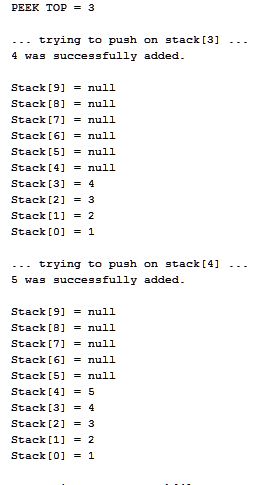 PEEK TOP = 3
... trying to push on stack[3] ...
4 was successfully added.
Stack[9] = null
Stack[8] = null
Stack[7] = null
Stack[6] = null
Stack[5] = null
Stack[4] = null
Stack[3] = 4
Stack[2] = 3
Stack[1] = 2
Stack[0] = 1
... trying to push on stack[4] ...
5 was successfully added.
Stack[9] = null
Stack[8] = null
Stack[7] = null
Stack[6] = null
Stack[5] = null
Stack[4] = 5
Stack[3] = 4
Stack[2] = 3
Stack[1] = 2
Stack[0] = 1